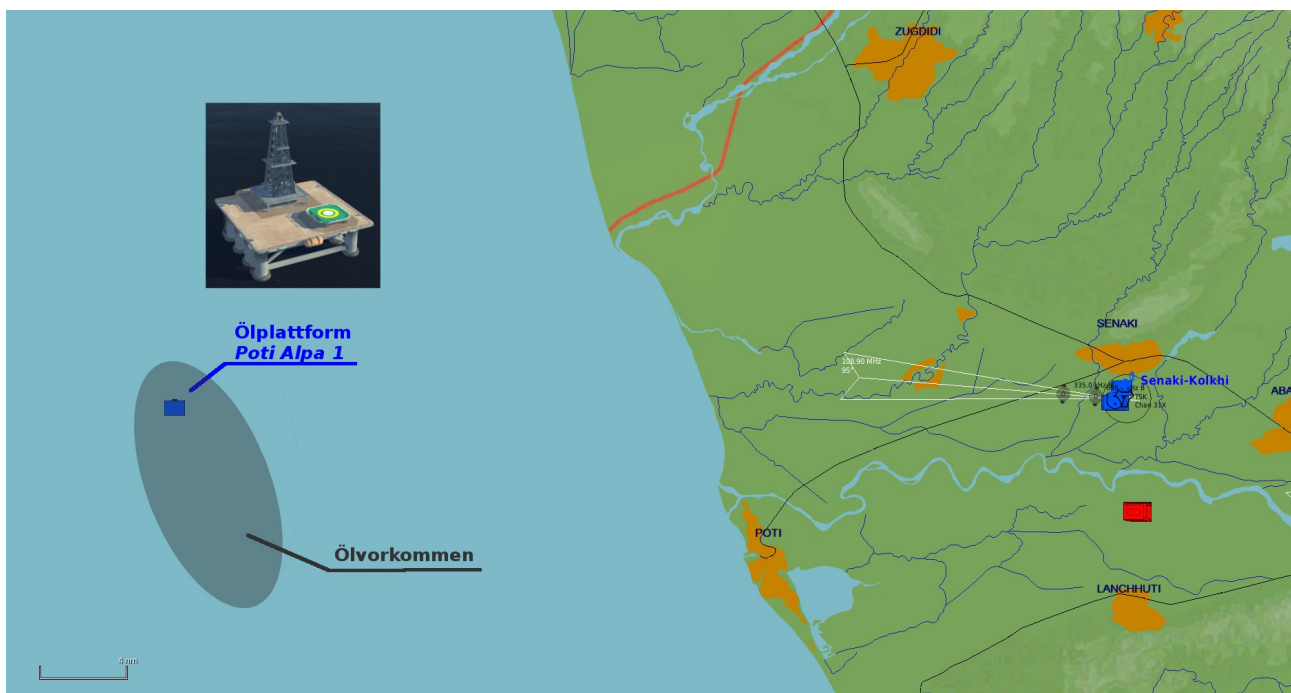 ZUGDIDI
Ölplattform
Poti Alpa 1
SENAKI
108.90 MHz
95°
Senaki-Kolkhi
335.0 kHz
Chan 31X
ABA
POTI
Ölvorkommen
LANCHHUTI
4 nm